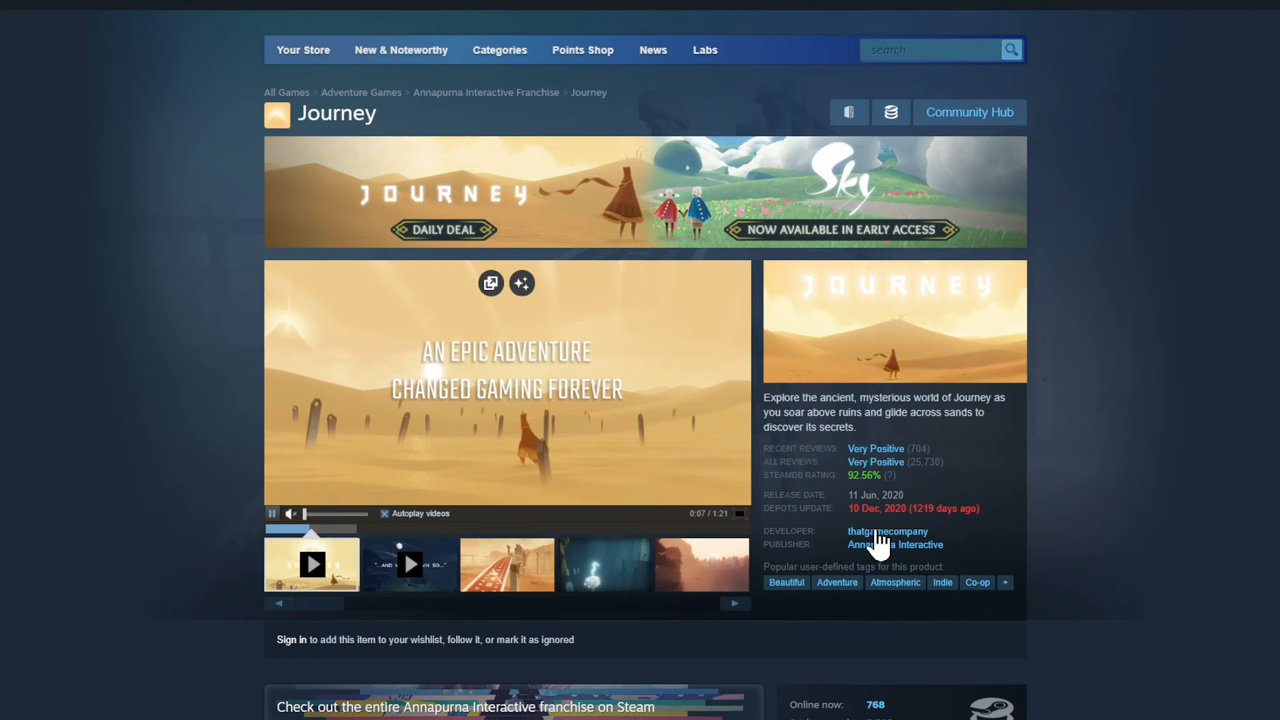 Your Store New & Noteworthy Categories Points Shop News Labs search
All Games > Adventure Games > Annapurna Interactive Franchise > Journey
Journey
Community Hub
JOURNEY
DAILY DEAL
Sky
NOW AVAILABLE IN EARLY ACCESS
AN EPIC ADVENTURE
CHANGED GAMING FOREVER
Autoplay videos 0:07 / 1:21
JOURNEY
Explore the ancient, mysterious world of Journey as
you soar above ruins and glide across sands to
discover its secrets.
RECENT REVIEWS: Very Positive (704)
ALL REVIEWS: Very Positive (25,730)
STEAMDB RATING: 92.56% (?)
RELEASE DATE: 11 Jun, 2020
DEPOTS UPDATE: 10 Dec, 2020 (1219 days ago)
DEVELOPER: thatgamecompany
PUBLISHER: Annapurna Interactive
Popular user-defined tags for this product:
Beautiful Adventure Atmospheric Indie Co-op +
Sign in to add this item to your wishlist, follow it, or mark it as ignored
Check out the entire Annapurna Interactive franchise on Steam
Online now: 768